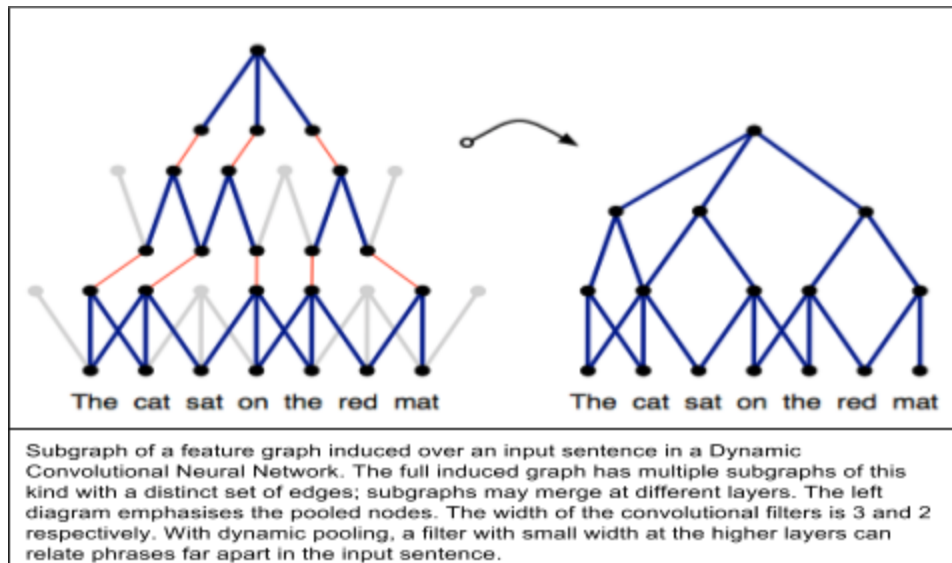 The cat sat on the red mat
The cat sat on the red mat
Subgraph of a feature graph induced over an input sentence in a Dynamic
Convolutional Neural Network. The full induced graph has multiple subgraphs of this
kind with a distinct set of edges; subgraphs may merge at different layers. The left
diagram emphasises the pooled nodes. The width of the convolutional filters is 3 and 2
respectively. With dynamic pooling, a filter with small width at the higher layers can
relate phrases far apart in the input sentence.